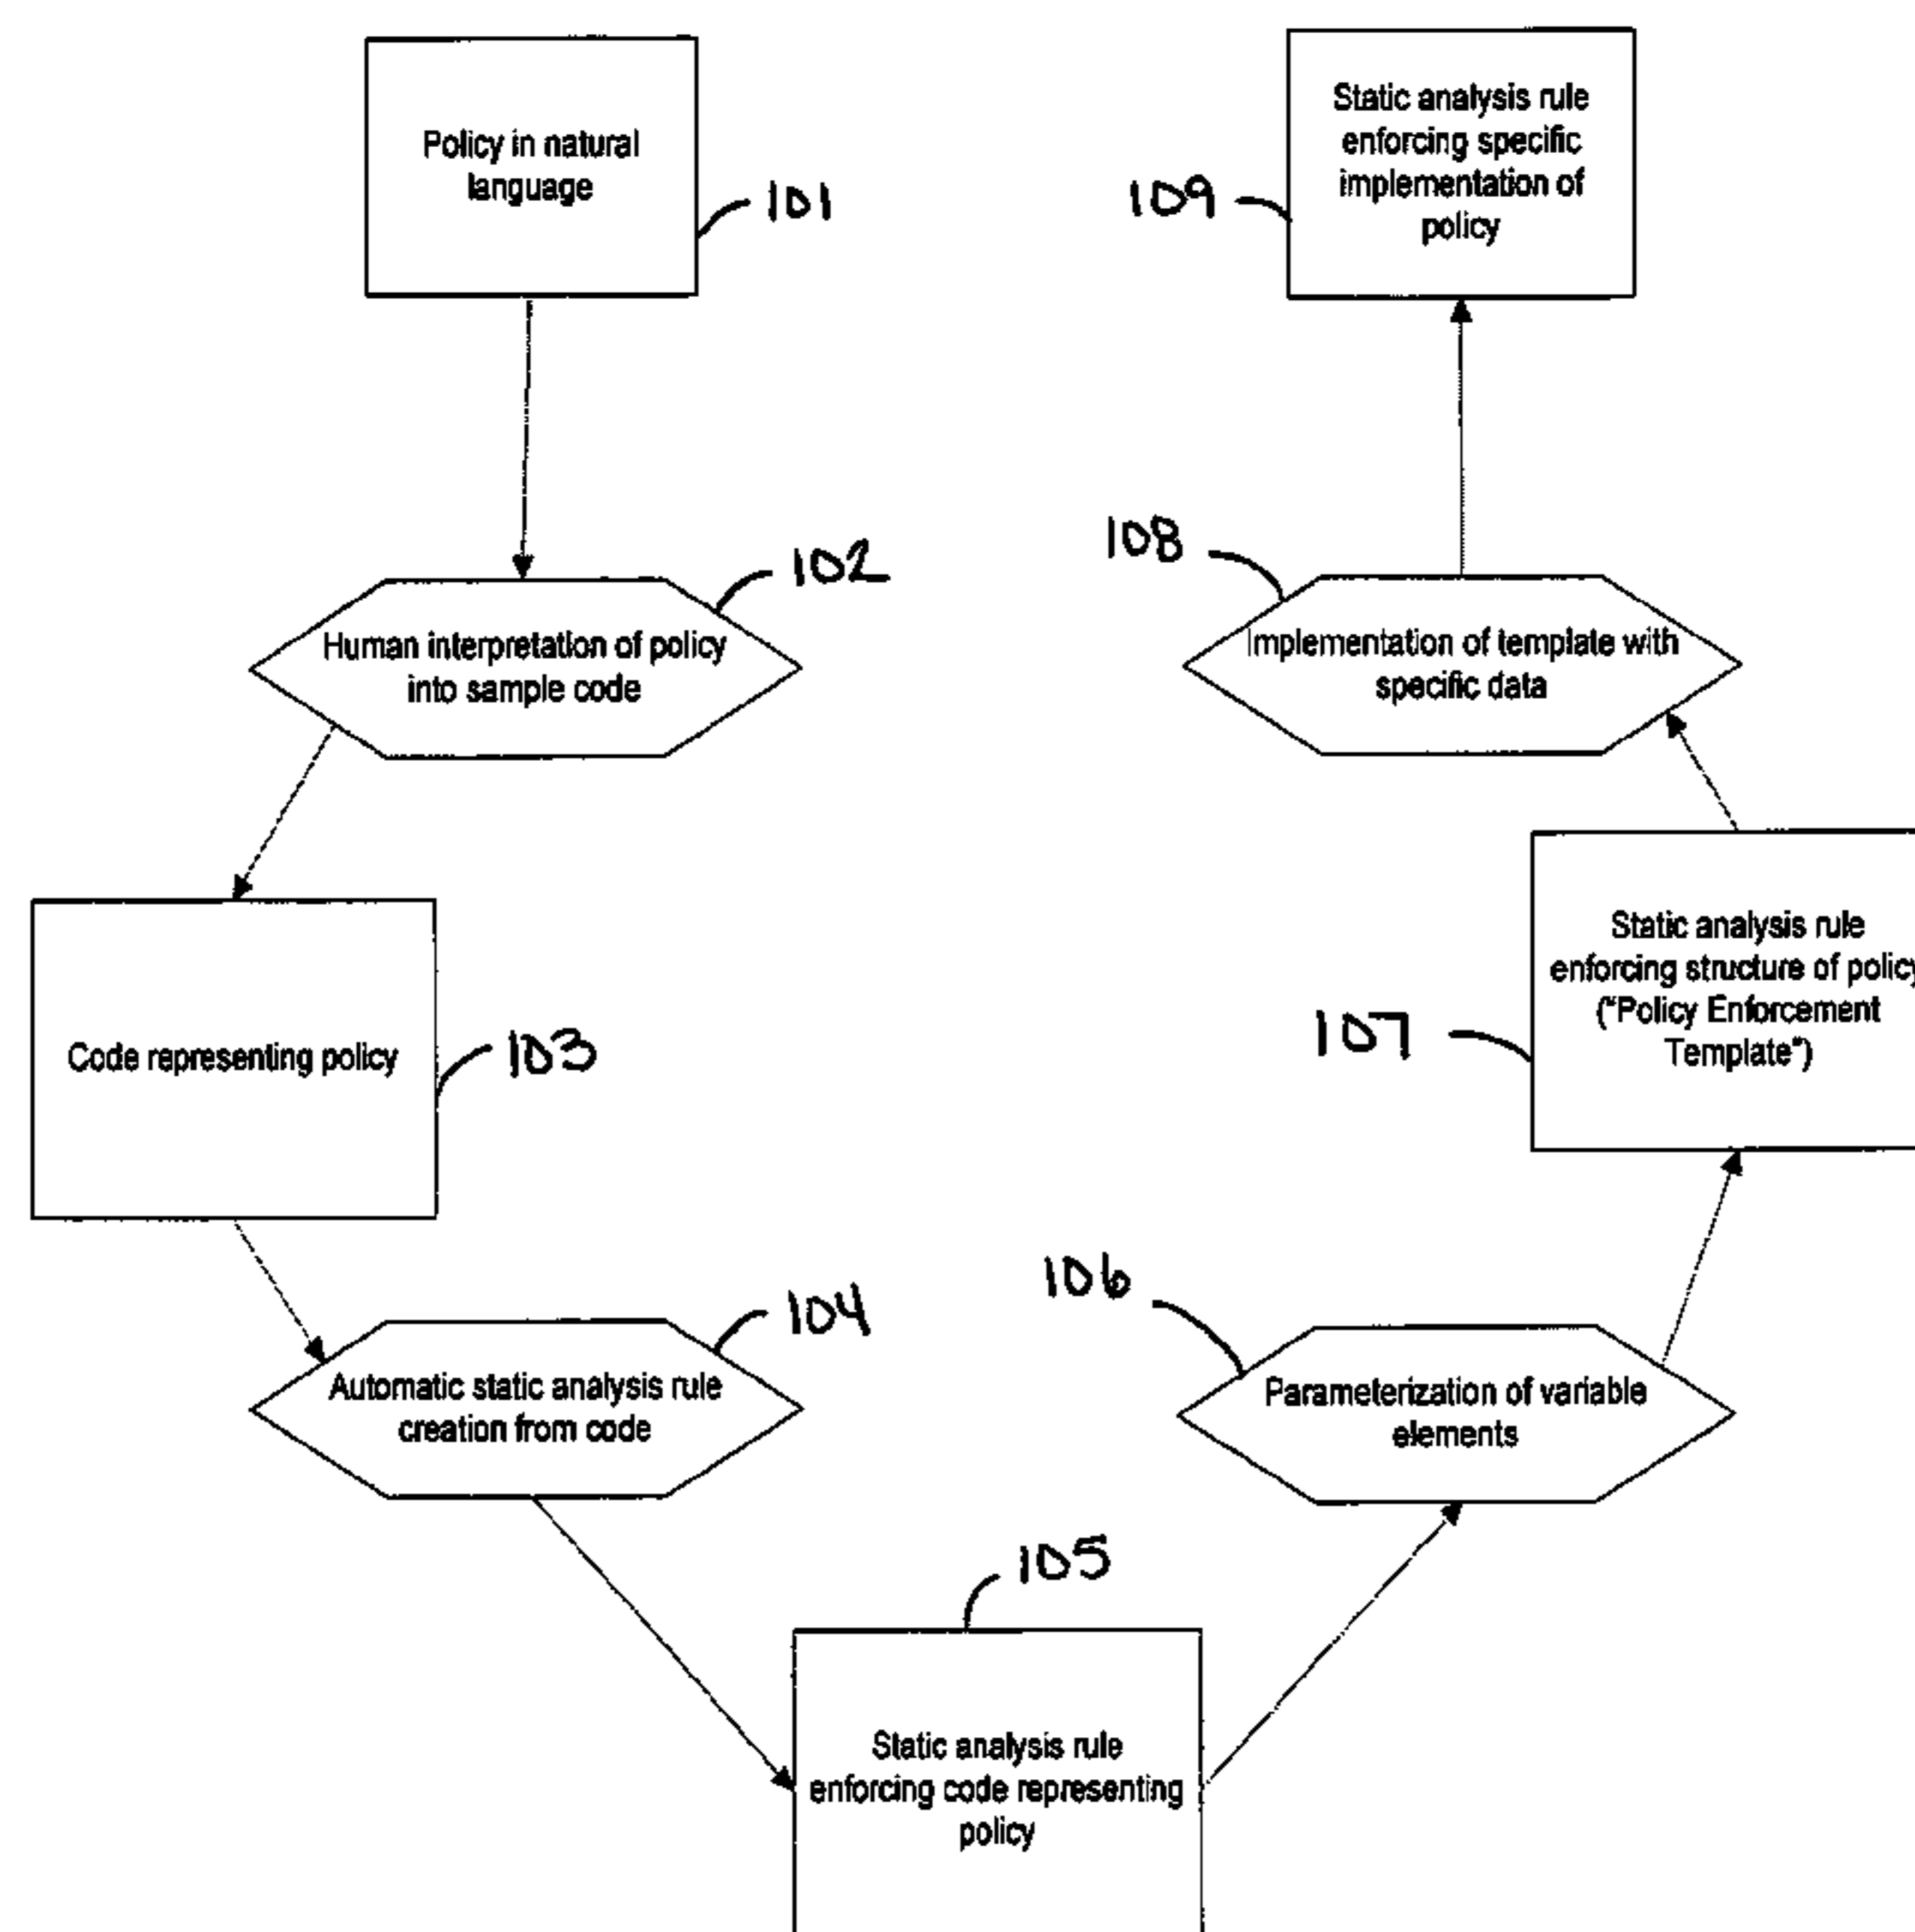 Policy in natural
language
101
Static analysis rule
enforcing specific
implementation of
policy
109
Human interpretation of policy
into sample code
102
108
Implementation of template with
specific data
Code representing policy
103
Static analysis rule
enforcing structure of policy
("Policy Enforcement
Template")
107
Automatic static analysis rule
creation from code
104
106
Parameterization of variable
elements
105
Static analysis rule
enforcing code representing
policy